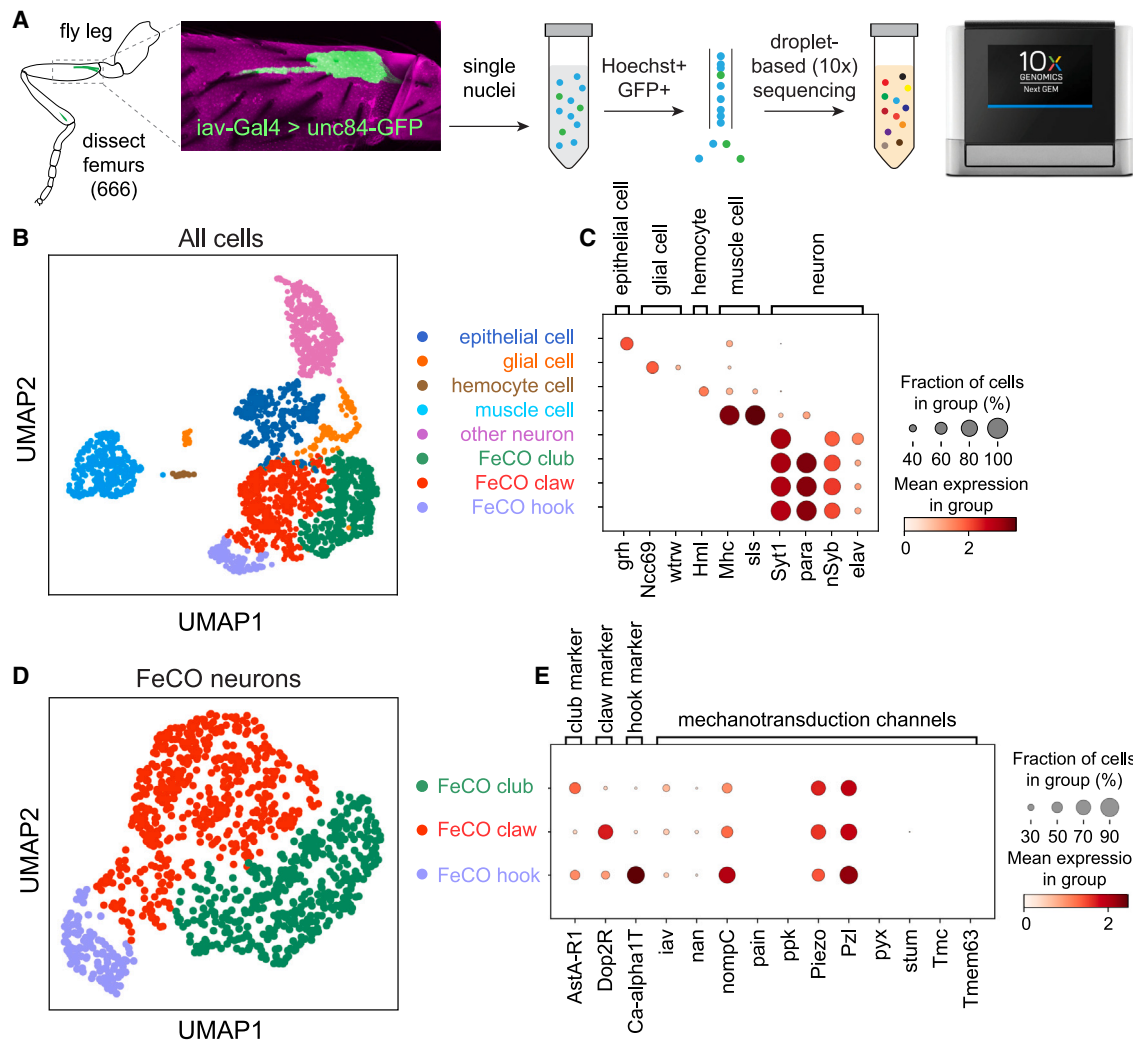 A
fly leg
dissect
femurs
(666)
iav-Gal4 > unc84-GFP
single
nuclei
Hoechst+
GFP+
droplet-
based (10x)
sequencing
10x
GENOMICS
Next GEM
B
All cells
UMAP2
UMAP1
epithelial cell
glial cell
hemocyte cell
muscle cell
other neuron
FeCO club
FeCO claw
FeCO hook
C
epithelial cell
glial cell
hemocyte
muscle cell
neuron
grh
Ncc69
wtrw
Hml
Mhc
sls
Syt1
para
nSyb
elav
Fraction of cells
in group (%)
40 60 80 100
Mean expression
in group
0 2
D
FeCO neurons
UMAP2
UMAP1
FeCO club
FeCO claw
FeCO hook
E
club marker
claw marker
hook marker
mechanotransduction channels
AstA-R1
Dop2R
Ca-alpha1T
iav
nan
nompC
pain
ppk
Piezo
Pzl
pyx
stum
Tmc
Tmem63
Fraction of cells
in group (%)
30 50 70 90
Mean expression
in group
0 2